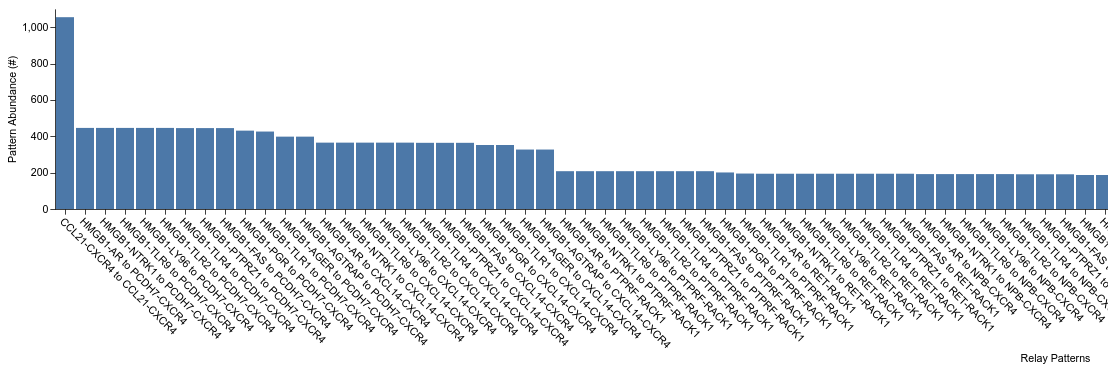 Pattern Abundance (#)
1,000
800
600
400
200
0
CCL21-CXCR4 to CCL21-CXCR4
HMGB1-AR to PCDH7-CXCR4
HMGB1-NTRK1 to PCDH7-CXCR4
HMGB1-TLR9 to PCDH7-CXCR4
HMGB1-LY96 to PCDH7-CXCR4
HMGB1-TLR2 to PCDH7-CXCR4
HMGB1-TLR4 to PCDH7-CXCR4
HMGB1-PTPRZ1 to PCDH7-CXCR4
HMGB1-FAS to PCDH7-CXCR4
HMGB1-PGR to PCDH7-CXCR4
HMGB1-TLR1 to PCDH7-CXCR4
HMGB1-AGER to PCDH7-CXCR4
HMGB1-AGTRAP to PCDH7-CXCR4
HMGB1-AR to CXCL14-CXCR4
HMGB1-NTRK1 to CXCL14-CXCR4
HMGB1-TLR9 to CXCL14-CXCR4
HMGB1-LY96 to CXCL14-CXCR4
HMGB1-TLR2 to CXCL14-CXCR4
HMGB1-TLR4 to CXCL14-CXCR4
HMGB1-PTPRZ1 to CXCL14-CXCR4
HMGB1-FAS to CXCL14-CXCR4
HMGB1-PGR to CXCL14-CXCR4
HMGB1-TLR1 to CXCL14-CXCR4
HMGB1-AGER to CXCL14-CXCR4
HMGB1-AGTRAP to CXCL14-CXCR4
HMGB1-AR to PTPRF-RACK1
HMGB1-NTRK1 to PTPRF-RACK1
HMGB1-TLR9 to PTPRF-RACK1
HMGB1-LY96 to PTPRF-RACK1
HMGB1-TLR2 to PTPRF-RACK1
HMGB1-TLR4 to PTPRF-RACK1
HMGB1-PTPRZ1 to PTPRF-RACK1
HMGB1-FAS to PTPRF-RACK1
HMGB1-PGR to PTPRF-RACK1
HMGB1-TLR1 to PTPRF-RACK1
HMGB1-AR to RET-RACK1
HMGB1-NTRK1 to RET-RACK1
HMGB1-TLR9 to RET-RACK1
HMGB1-LY96 to RET-RACK1
HMGB1-TLR2 to RET-RACK1
HMGB1-TLR4 to RET-RACK1
HMGB1-PTPRZ1 to RET-RACK1
HMGB1-FAS to RET-RACK1
HMGB1-AR to NPB-CXCR4
HMGB1-NTRK1 to NPB-CXCR4
HMGB1-TLR9 to NPB-CXCR4
HMGB1-LY96 to NPB-CXCR4
HMGB1-TLR2 to NPB-CX
HMGB1-TLR4 to NPB-
HMGB1-PTPRZ1 to
HMGB1-FAS
Relay Patterns